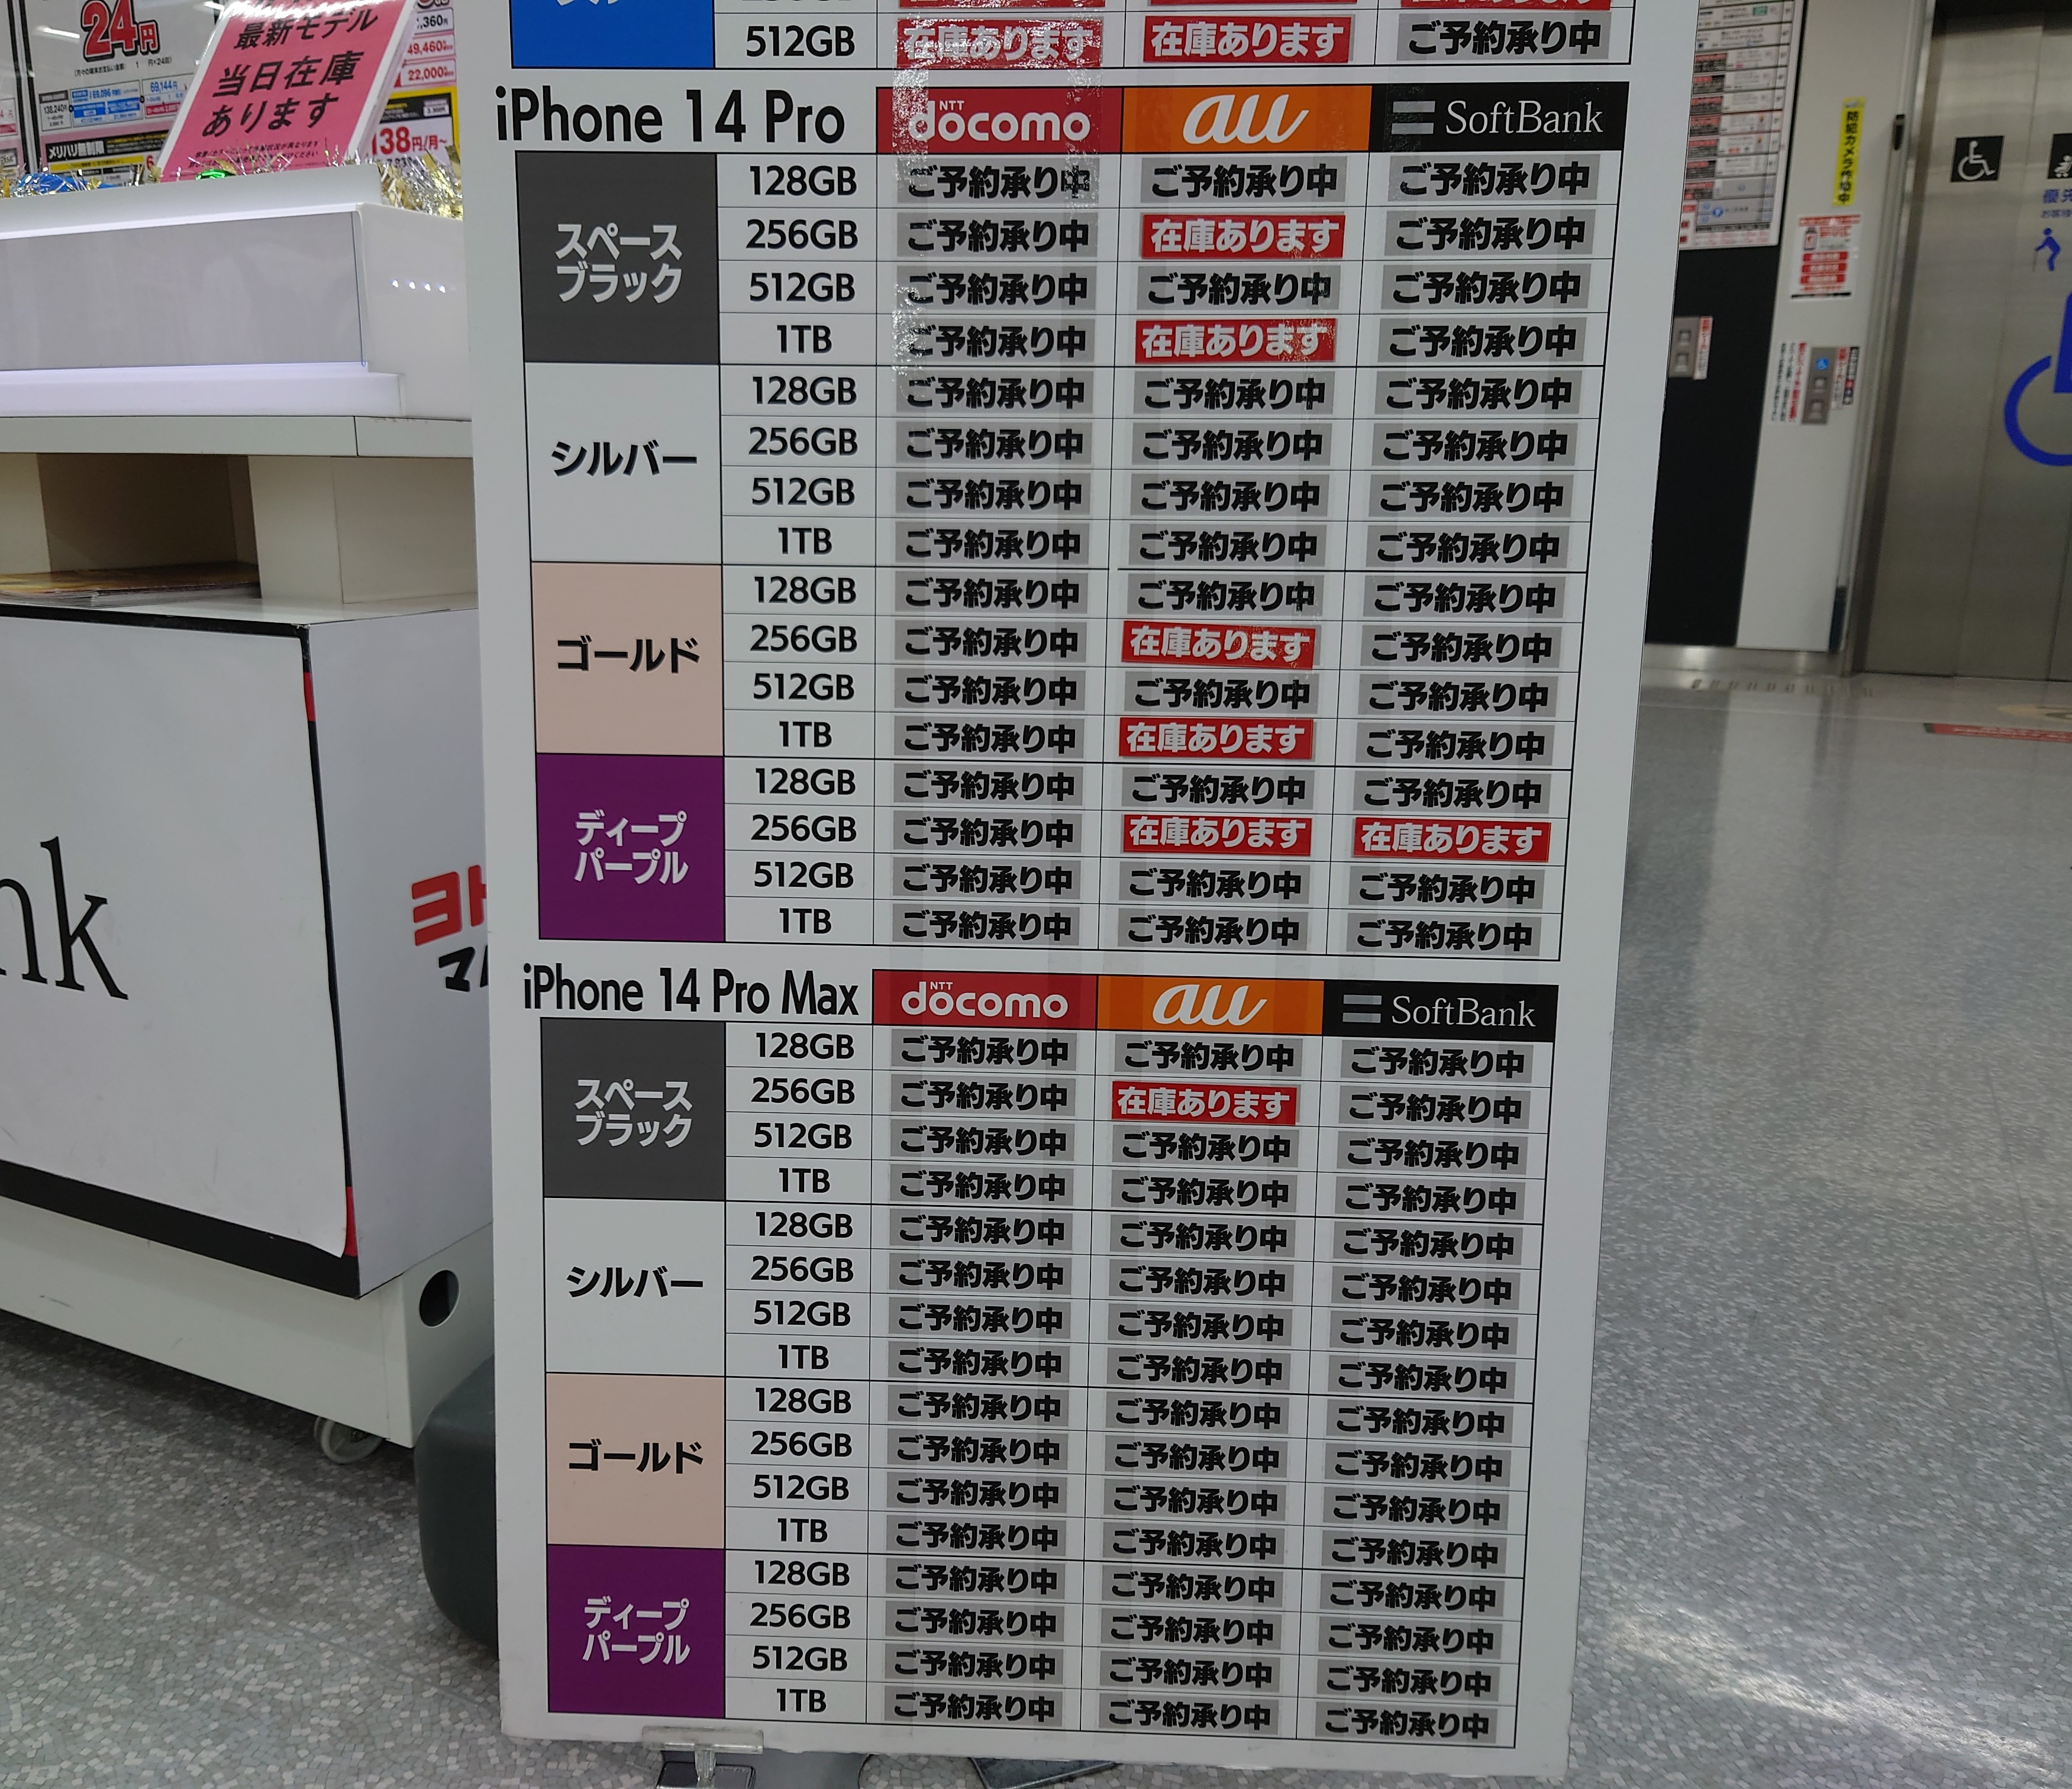 24円
最新モデル
当日在庫
あります
49,460
22,000
138円/月~
メリハリ無制限
512GB 在庫あります 在庫あります ご予約承り中
iPhone 14 Pro NTT docomo au SoftBank
スペース
ブラック
128GB ご予約承り中 ご予約承り中 ご予約承り中
256GB ご予約承り中 在庫あります ご予約承り中
512GB ご予約承り中 ご予約承り中 ご予約承り中
1TB ご予約承り中 在庫あります ご予約承り中
シルバー
128GB ご予約承り中 ご予約承り中 ご予約承り中
256GB ご予約承り中 ご予約承り中 ご予約承り中
512GB ご予約承り中 ご予約承り中 ご予約承り中
1TB ご予約承り中 ご予約承り中 ご予約承り中
ゴールド
128GB ご予約承り中 ご予約承り中 ご予約承り中
256GB ご予約承り中 在庫あります ご予約承り中
512GB ご予約承り中 ご予約承り中 ご予約承り中
1TB ご予約承り中 在庫あります ご予約承り中
ディープ
パープル
128GB ご予約承り中 ご予約承り中 ご予約承り中
256GB ご予約承り中 在庫あります 在庫あります
512GB ご予約承り中 ご予約承り中 ご予約承り中
1TB ご予約承り中 ご予約承り中 ご予約承り中
iPhone 14 Pro Max NTT docomo au SoftBank
スペース
ブラック
128GB ご予約承り中 ご予約承り中 ご予約承り中
256GB ご予約承り中 在庫あります ご予約承り中
512GB ご予約承り中 ご予約承り中 ご予約承り中
1TB ご予約承り中 ご予約承り中 ご予約承り中
シルバー
128GB ご予約承り中 ご予約承り中 ご予約承り中
256GB ご予約承り中 ご予約承り中 ご予約承り中
512GB ご予約承り中 ご予約承り中 ご予約承り中
1TB ご予約承り中 ご予約承り中 ご予約承り中
ゴールド
128GB ご予約承り中 ご予約承り中 ご予約承り中
256GB ご予約承り中 ご予約承り中 ご予約承り中
512GB ご予約承り中 ご予約承り中 ご予約承り中
1TB ご予約承り中 ご予約承り中 ご予約承り中
ディープ
パープル
128GB ご予約承り中 ご予約承り中 ご予約承り中
256GB ご予約承り中 ご予約承り中 ご予約承り中
512GB ご予約承り中 ご予約承り中 ご予約承り中
1TB ご予約承り中 ご予約承り中 ご予約承り中
nk
ヨド
マル
防犯カメラ作動中